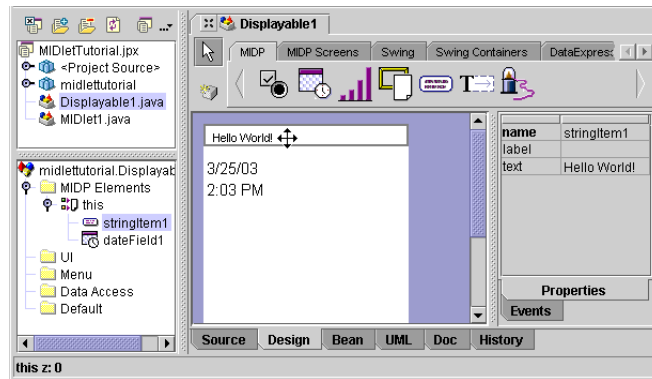 Displayable1
MIDletTutorial.jpx
<Project Source>
midlettutorial
Displayable1.java
MIDlet1.java
MIDP
MIDP Screens
Swing
Swing Containers
DataExpres
midlettutorial.Displayab
MIDP Elements
this
stringItem1
dateField1
UI
Menu
Data Access
Default
Hello World!
3/25/03
2:03 PM
name stringItem1
label
text Hello World!
Properties
Events
Source Design Bean UML Doc History
this z: 0